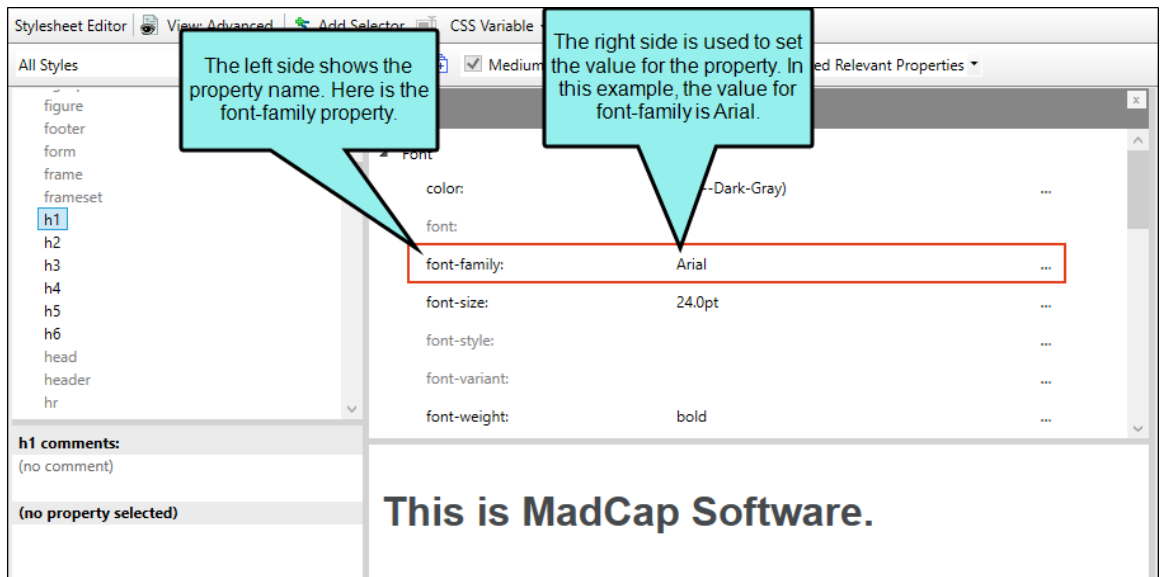 Stylesheet Editor View: Advanced Add Selector CSS Variable
All Styles Medium ed Relevant Properties
The left side shows the
property name. Here is the
font-family property.
The right side is used to set
the value for the property. In
this example, the value for
font-family is Arial.
figure
footer
form
frame
frameset
h1
h2
h3
h4
h5
h6
head
header
hr
Font
color: --Dark-Gray) ...
font:
font-family: Arial ...
font-size: 24.0pt ...
font-style: ...
font-variant: ...
font-weight: bold ...
h1 comments:
(no comment)
(no property selected)
This is MadCap Software.